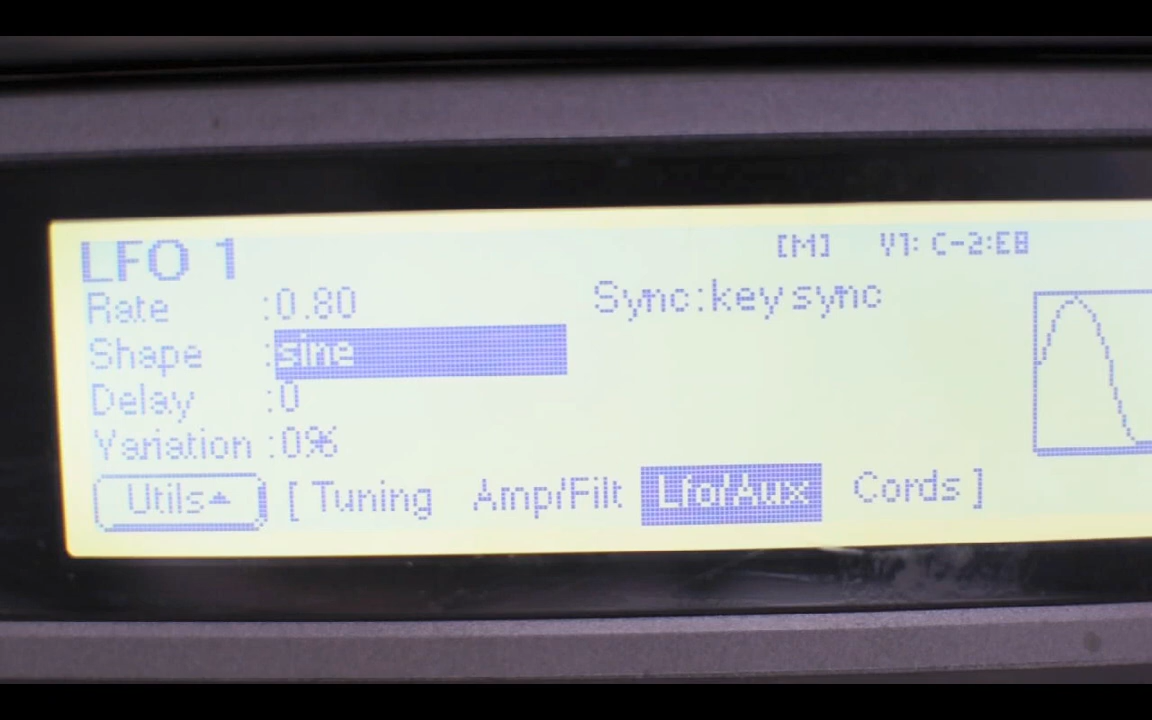 LFO 1 [M] V1: C-2:E8
Rate :0.80 Sync:key sync
Shape :sine
Delay :0
Variation :0%
Utils [ Tuning Amp/Filt Lfo/Aux Cords ]